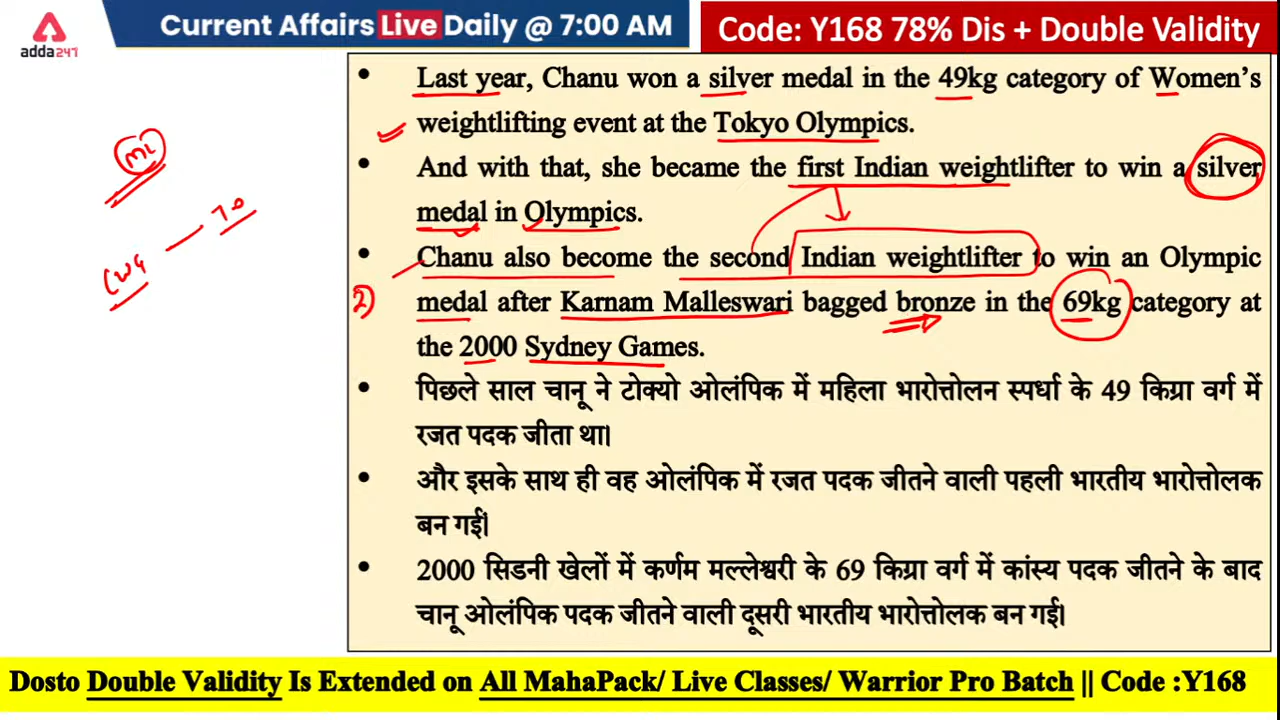 Current Affairs Live Daily @ 7:00 AM
Code: Y168 78% Dis + Double Validity
adda247
• Last year, Chanu won a silver medal in the 49kg category of Women's
weightlifting event at the Tokyo Olympics.
• And with that, she became the first Indian weightlifter to win a silver
medal in Olympics.
• Chanu also become the second Indian weightlifter to win an Olympic
2) medal after Karnam Malleswari bagged bronze in the 69kg category at
the 2000 Sydney Games.
• पिछले साल चानू ने टोक्यो ओलंपिक में महिला भारोत्तोलन स्पर्धा के 49 किग्रा वर्ग में
रजत पदक जीता था।
• और इसके साथ ही वह ओलंपिक में रजत पदक जीतने वाली पहली भारतीय भारोत्तोलक
बन गईं।
• 2000 सिडनी खेलों में कर्णम मल्लेश्वरी के 69 किग्रा वर्ग में कांस्य पदक जीतने के बाद
चानू ओलंपिक पदक जीतने वाली दूसरी भारतीय भारोत्तोलक बन गईं।
Dosto Double Validity Is Extended on All MahaPack/ Live Classes/ Warrior Pro Batch || Code :Y168